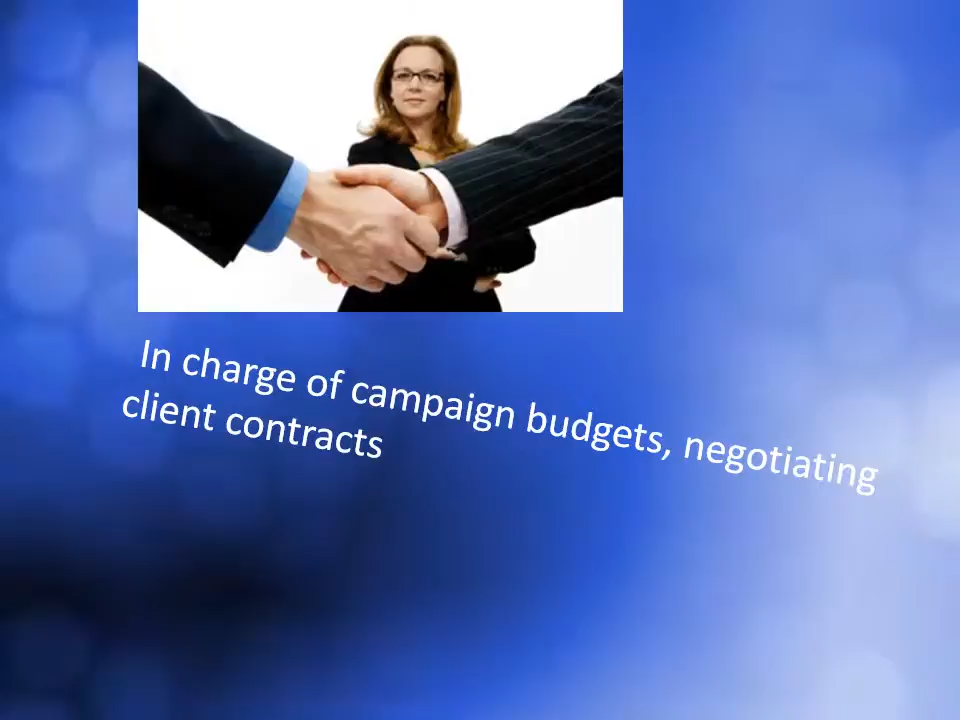 In charge of campaign budgets, negotiating
client contracts